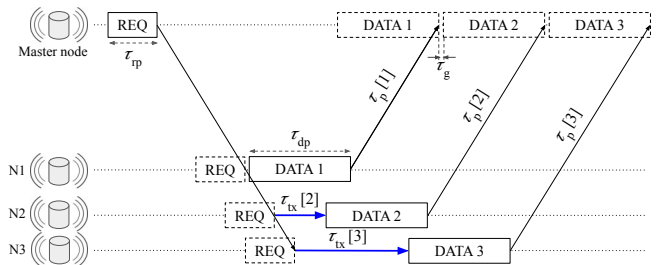 REQ
DATA 1
DATA 2
DATA 3
Master node
τrp
τg
τp[1]
τp[2]
τp[3]
τdp
N1
REQ
DATA 1
τtx[2]
N2
REQ
DATA 2
τtx[3]
N3
REQ
DATA 3